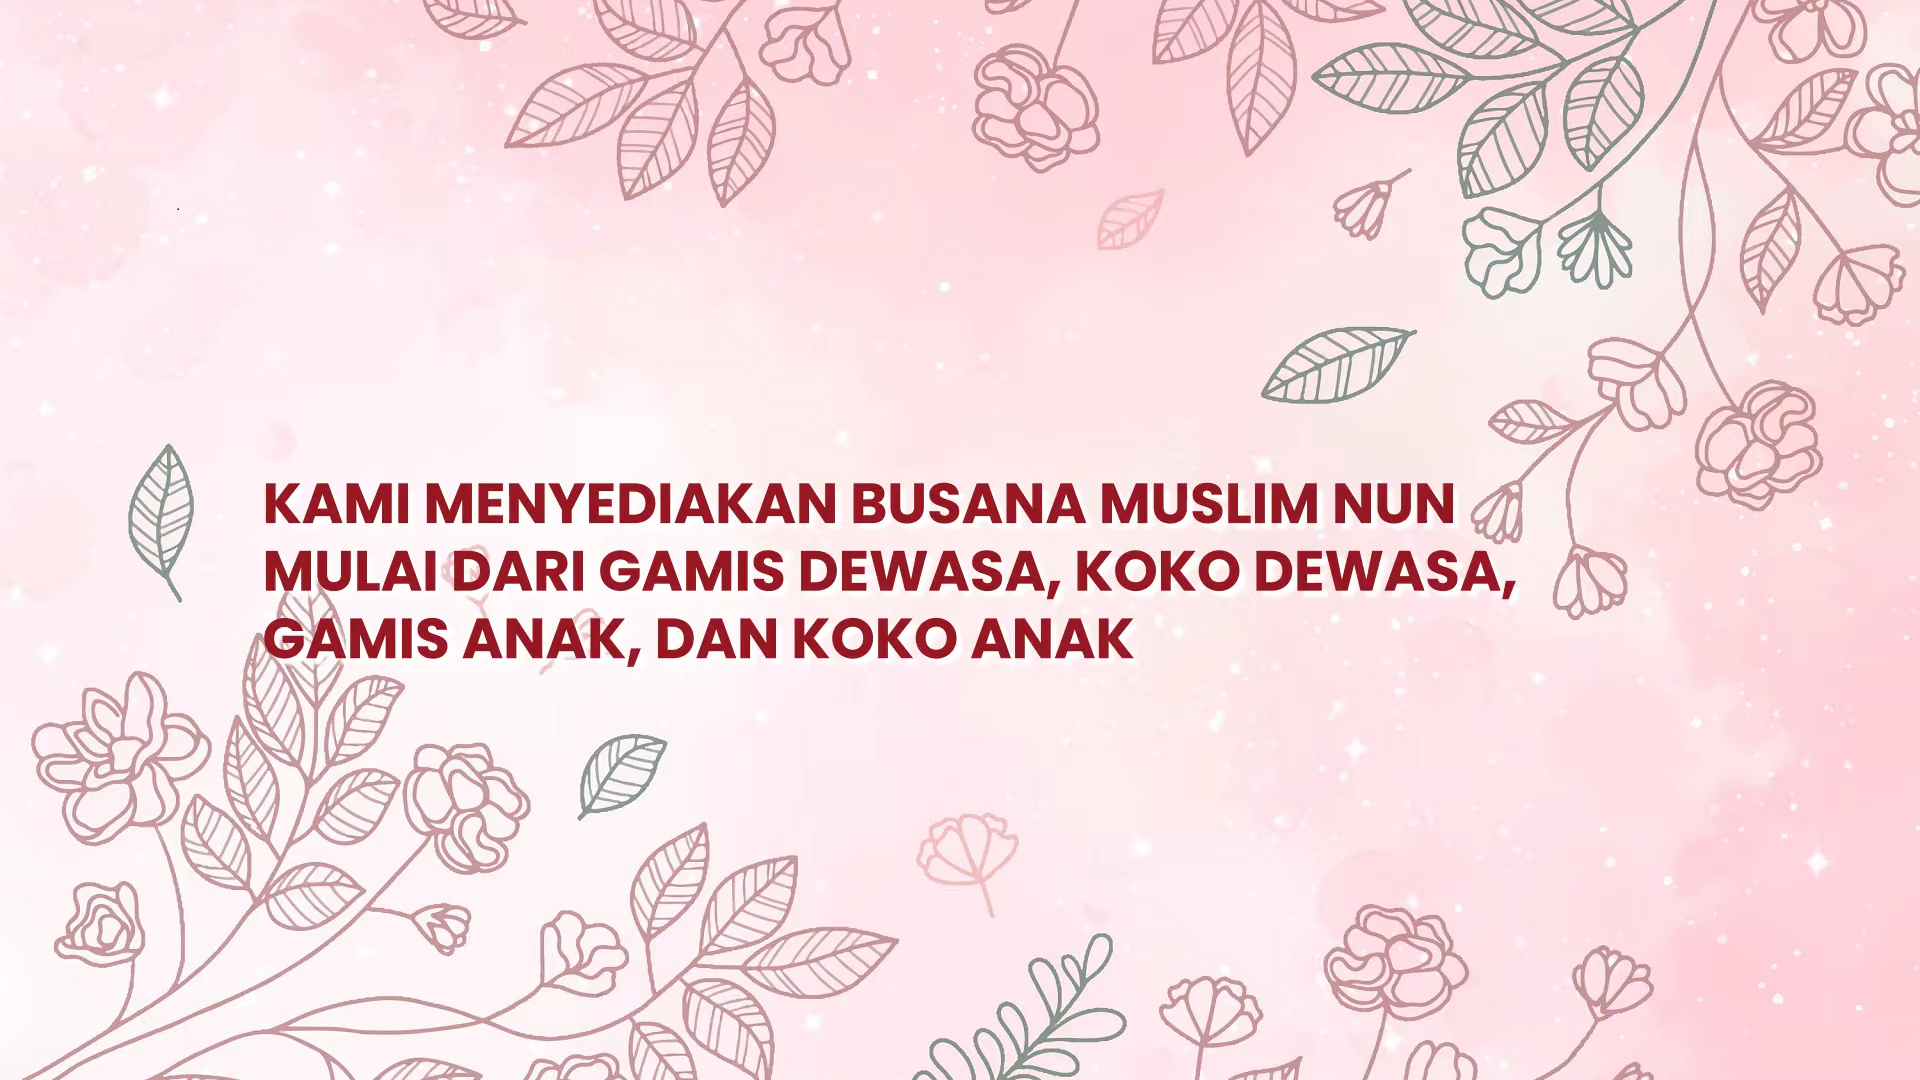 KAMI MENYEDIAKAN BUSANA MUSLIM NUN
MULAI DARI GAMIS DEWASA, KOKO DEWASA,
GAMIS ANAK, DAN KOKO ANAK